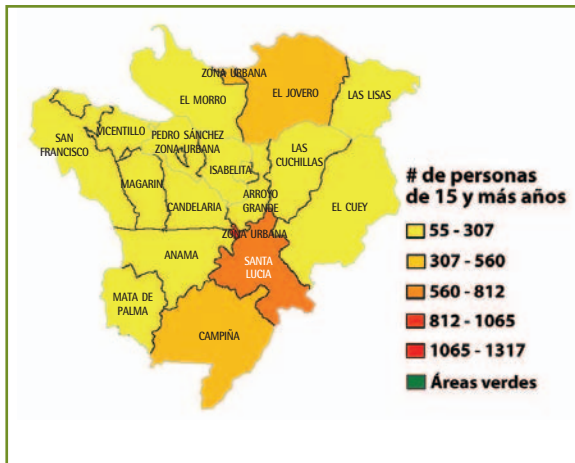 ZONA URBANA
EL MORRO
EL JOVERO
LAS LISAS
SAN
FRANCISCO
VICENTILLO
PEDRO SÁNCHEZ
ZONA URBANA
ISABELITA
LAS
CUCHILLAS
MAGARIN
CANDELARIA
ARROYO
GRANDE
EL CUEY
ZONA URBANA
ANAMA
SANTA
LUCIA
MATA DE
PALMA
CAMPIÑA
# de personas
de 15 y más años
55 - 307
307 - 560
560 - 812
812 - 1065
1065 - 1317
Áreas verdes